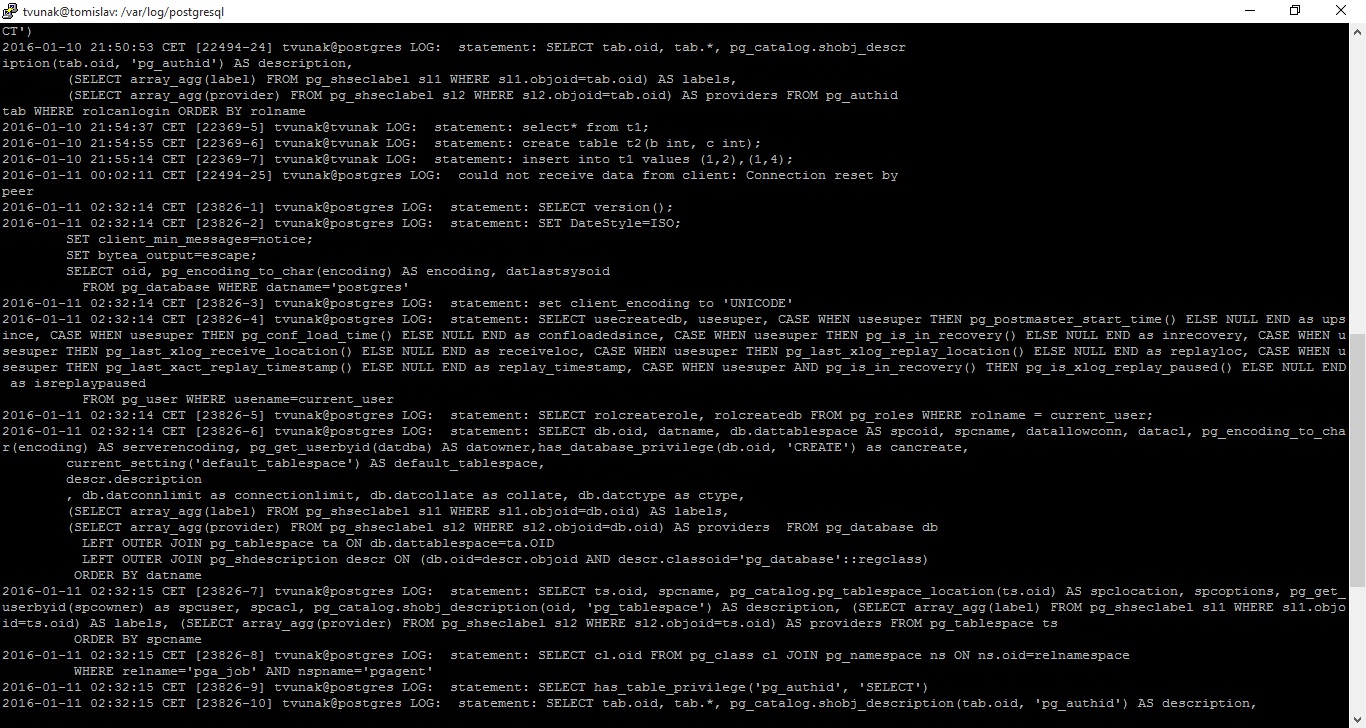 tvunak@tomislav: /var/log/postgresql
CT')
2016-01-10 21:50:53 CET [22494-24] tvunak@postgres LOG:  statement: SELECT tab.oid, tab.*, pg_catalog.shobj_descr
iption(tab.oid, 'pg_authid') AS description,
        (SELECT array_agg(label) FROM pg_shseclabel sl1 WHERE sl1.objoid=tab.oid) AS labels,
        (SELECT array_agg(provider) FROM pg_shseclabel sl2 WHERE sl2.objoid=tab.oid) AS providers FROM pg_authid
tab WHERE rolcanlogin ORDER BY rolname
2016-01-10 21:54:37 CET [22369-5] tvunak@tvunak LOG:  statement: select* from t1;
2016-01-10 21:54:55 CET [22369-6] tvunak@tvunak LOG:  statement: create table t2(b int, c int);
2016-01-10 21:55:14 CET [22369-7] tvunak@tvunak LOG:  statement: insert into t1 values (1,2),(1,4);
2016-01-11 00:02:11 CET [22494-25] tvunak@postgres LOG:  could not receive data from client: Connection reset by
peer
2016-01-11 02:32:14 CET [23826-1] tvunak@postgres LOG:  statement: SELECT version();
2016-01-11 02:32:14 CET [23826-2] tvunak@postgres LOG:  statement: SET DateStyle=ISO;
        SET client_min_messages=notice;
        SET bytea_output=escape;
        SELECT oid, pg_encoding_to_char(encoding) AS encoding, datlastsysoid
          FROM pg_database WHERE datname='postgres'
2016-01-11 02:32:14 CET [23826-3] tvunak@postgres LOG:  statement: set client_encoding to 'UNICODE'
2016-01-11 02:32:14 CET [23826-4] tvunak@postgres LOG:  statement: SELECT usecreatedb, usesuper, CASE WHEN usesuper THEN pg_postmaster_start_time() ELSE NULL END as ups
ince, CASE WHEN usesuper THEN pg_conf_load_time() ELSE NULL END as confloadedsince, CASE WHEN usesuper THEN pg_is_in_recovery() ELSE NULL END as inrecovery, CASE WHEN u
sesuper THEN pg_last_xlog_receive_location() ELSE NULL END as receiveloc, CASE WHEN usesuper THEN pg_last_xlog_replay_location() ELSE NULL END as replayloc, CASE WHEN u
sesuper THEN pg_last_xact_replay_timestamp() ELSE NULL END as replay_timestamp, CASE WHEN usesuper AND pg_is_in_recovery() THEN pg_is_xlog_replay_paused() ELSE NULL END
 as isreplaypaused
          FROM pg_user WHERE usename=current_user
2016-01-11 02:32:14 CET [23826-5] tvunak@postgres LOG:  statement: SELECT rolcreaterole, rolcreatedb FROM pg_roles WHERE rolname = current_user;
2016-01-11 02:32:14 CET [23826-6] tvunak@postgres LOG:  statement: SELECT db.oid, datname, db.dattablespace AS spcoid, spcname, datallowconn, datacl, pg_encoding_to_cha
r(encoding) AS serverencoding, pg_get_userbyid(datdba) AS datowner,has_database_privilege(db.oid, 'CREATE') as cancreate,
        current_setting('default_tablespace') AS default_tablespace,
        descr.description
        , db.datconnlimit as connectionlimit, db.datcollate as collate, db.datctype as ctype,
        (SELECT array_agg(label) FROM pg_shseclabel sl1 WHERE sl1.objoid=db.oid) AS labels,
        (SELECT array_agg(provider) FROM pg_shseclabel sl2 WHERE sl2.objoid=db.oid) AS providers  FROM pg_database db
          LEFT OUTER JOIN pg_tablespace ta ON db.dattablespace=ta.OID
          LEFT OUTER JOIN pg_shdescription descr ON (db.oid=descr.objoid AND descr.classoid='pg_database'::regclass)
         ORDER BY datname
2016-01-11 02:32:15 CET [23826-7] tvunak@postgres LOG:  statement: SELECT ts.oid, spcname, pg_catalog.pg_tablespace_location(ts.oid) AS spclocation, spcoptions, pg_get_
userbyid(spcowner) as spcuser, spcacl, pg_catalog.shobj_description(oid, 'pg_tablespace') AS description, (SELECT array_agg(label) FROM pg_shseclabel sl1 WHERE sl1.objo
id=ts.oid) AS labels, (SELECT array_agg(provider) FROM pg_shseclabel sl2 WHERE sl2.objoid=ts.oid) AS providers FROM pg_tablespace ts
         ORDER BY spcname
2016-01-11 02:32:15 CET [23826-8] tvunak@postgres LOG:  statement: SELECT cl.oid FROM pg_class cl JOIN pg_namespace ns ON ns.oid=relnamespace
         WHERE relname='pga_job' AND nspname='pgagent'
2016-01-11 02:32:15 CET [23826-9] tvunak@postgres LOG:  statement: SELECT has_table_privilege('pg_authid', 'SELECT')
2016-01-11 02:32:15 CET [23826-10] tvunak@postgres LOG:  statement: SELECT tab.oid, tab.*, pg_catalog.shobj_description(tab.oid, 'pg_authid') AS description,